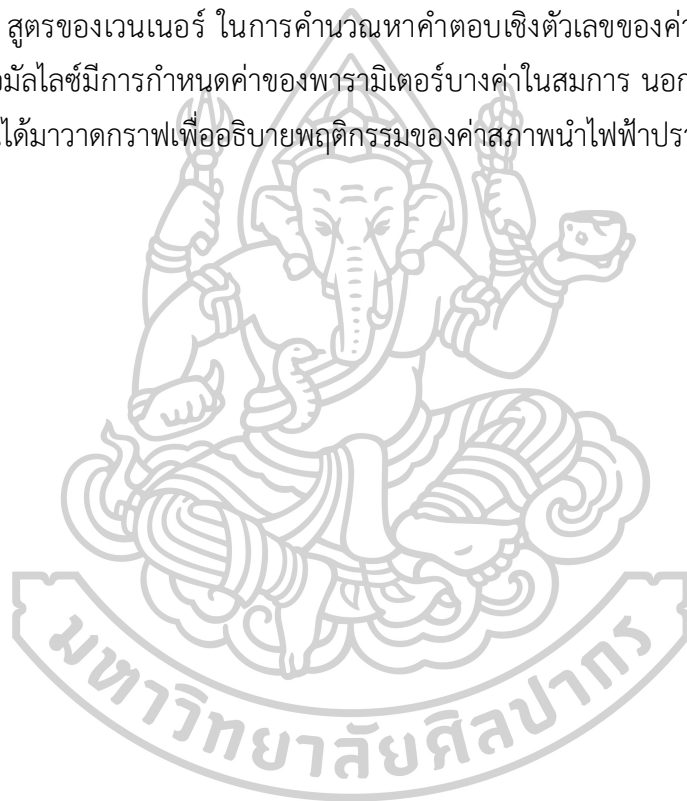 สูตรของเวนเนอร์ ในการคำนวณหาคำตอบเชิงตัวเลขของค่า
มัลไลซ์มีการกำหนดค่าของพารามิเตอร์บางค่าในสมการ นอก
ได้มาวาดกราฟเพื่ออธิบายพฤติกรรมของค่าสภาพนำไฟฟ้าปรา
มหาวิทยาลัยศิลปากร